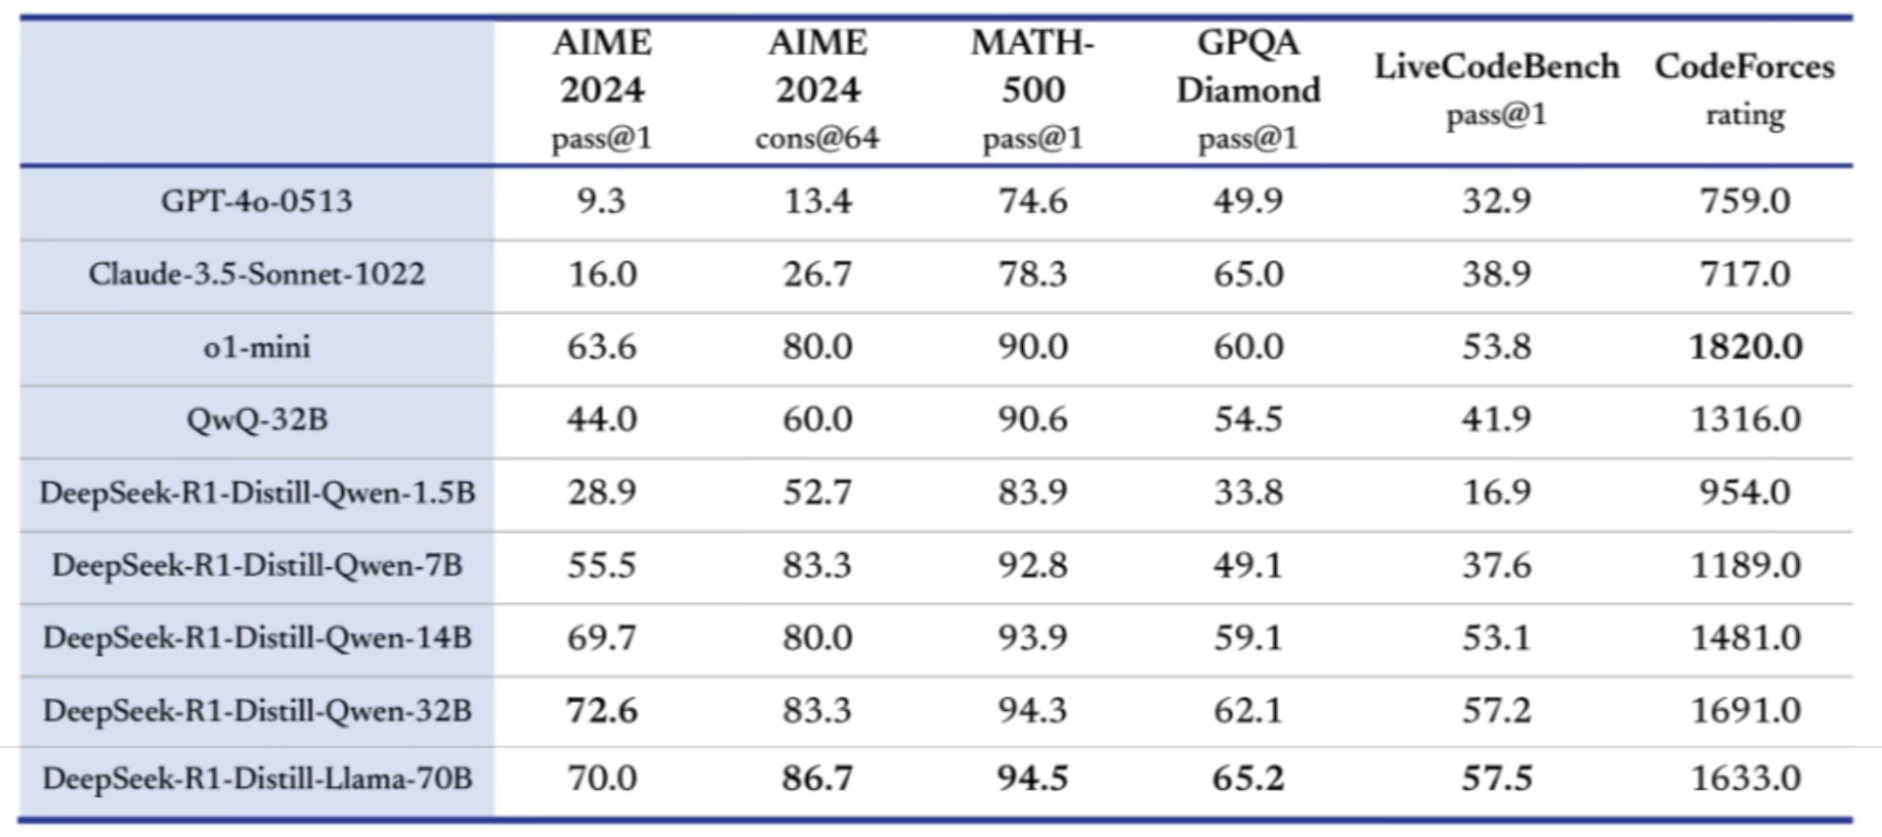 AIME 2024 pass@1 AIME 2024 cons@64 MATH-500 pass@1 GPQA Diamond pass@1 LiveCodeBench pass@1 CodeForces rating
GPT-4o-0513 9.3 13.4 74.6 49.9 32.9 759.0
Claude-3.5-Sonnet-1022 16.0 26.7 78.3 65.0 38.9 717.0
o1-mini 63.6 80.0 90.0 60.0 53.8 1820.0
QwQ-32B 44.0 60.0 90.6 54.5 41.9 1316.0
DeepSeek-R1-Distill-Qwen-1.5B 28.9 52.7 83.9 33.8 16.9 954.0
DeepSeek-R1-Distill-Qwen-7B 55.5 83.3 92.8 49.1 37.6 1189.0
DeepSeek-R1-Distill-Qwen-14B 69.7 80.0 93.9 59.1 53.1 1481.0
DeepSeek-R1-Distill-Qwen-32B 72.6 83.3 94.3 62.1 57.2 1691.0
DeepSeek-R1-Distill-Llama-70B 70.0 86.7 94.5 65.2 57.5 1633.0